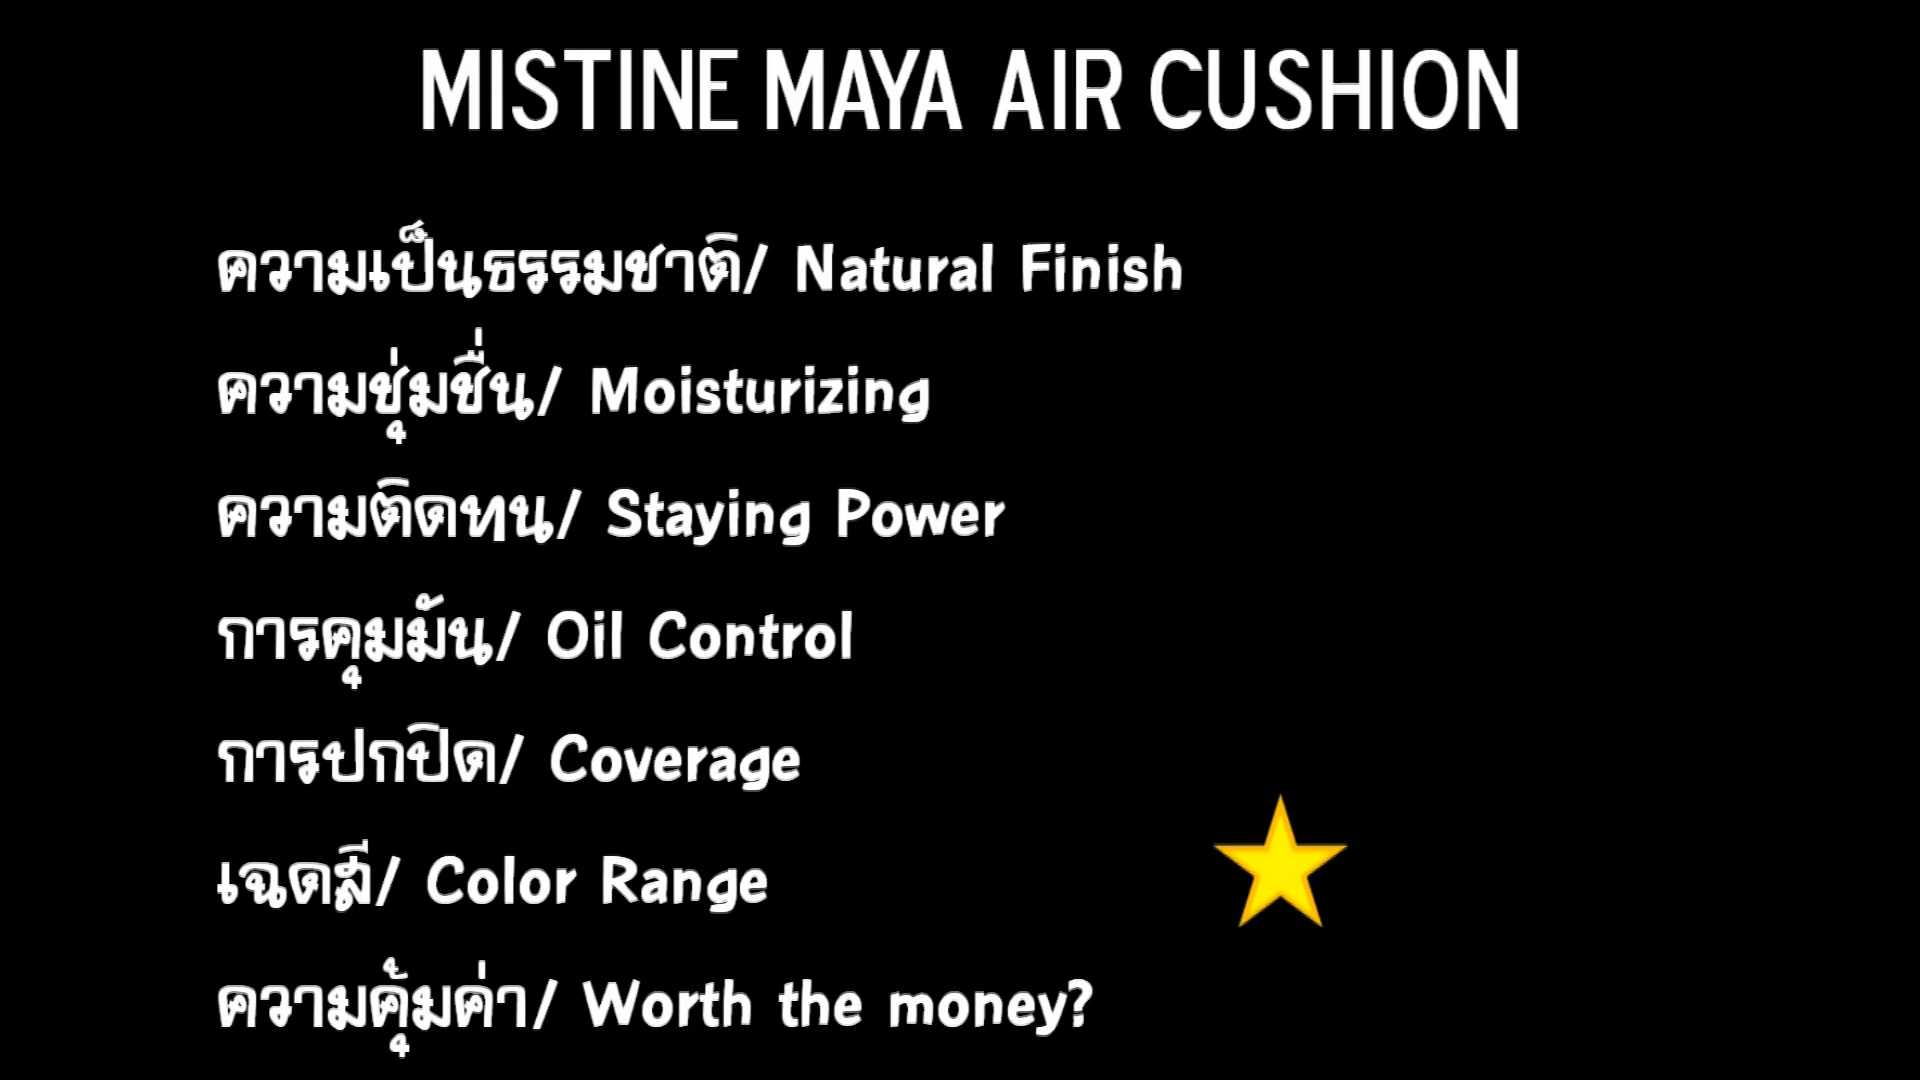 MISTINE MAYA AIR CUSHION
ความเป็นธรรมชาติ/ Natural Finish
ความชุ่มชื่น/ Moisturizing
ความติดทน/ Staying Power
การคุมมัน/ Oil Control
การปกปิด/ Coverage
เฉดสี/ Color Range
ความคุ้มค่า/ Worth the money?